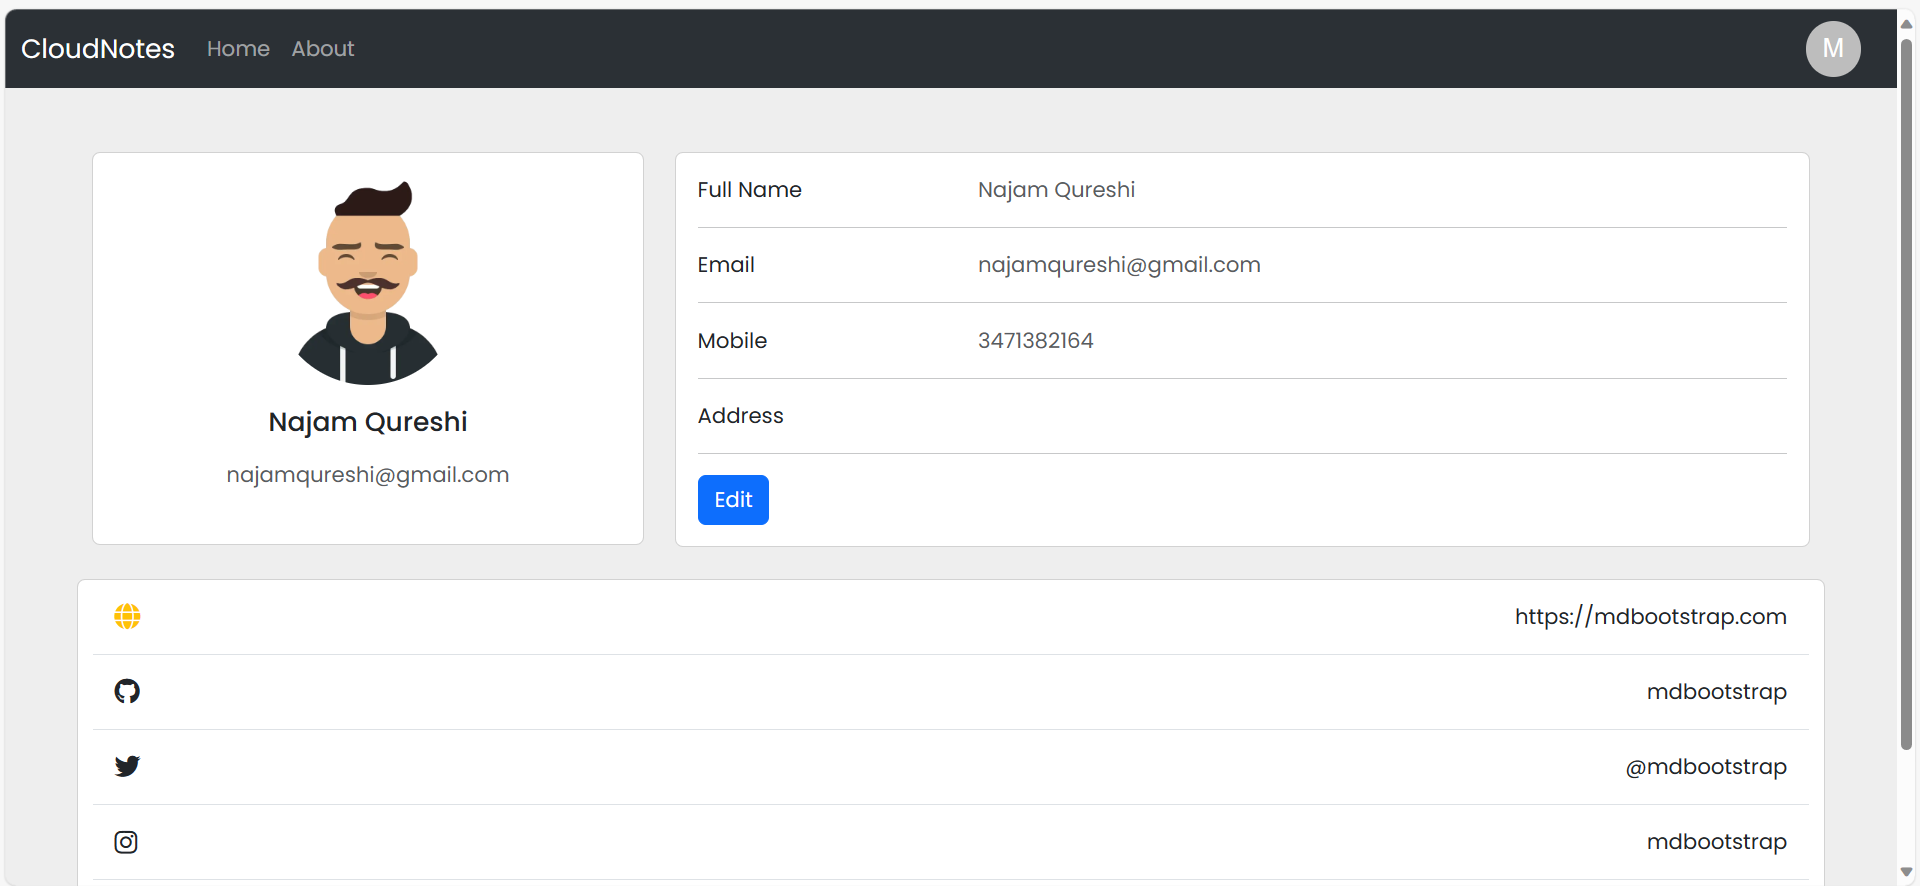 CloudNotes Home About M
Najam Qureshi
najamqureshi@gmail.com
Full Name Najam Qureshi
Email najamqureshi@gmail.com
Mobile 3471382164
Address
Edit
https://mdbootstrap.com
mdbootstrap
@mdbootstrap
mdbootstrap